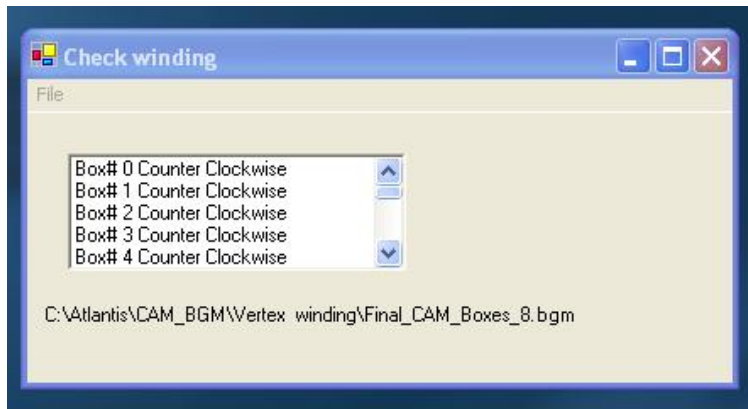 Check winding
File
Box# 0 Counter Clockwise
Box# 1 Counter Clockwise
Box# 2 Counter Clockwise
Box# 3 Counter Clockwise
Box# 4 Counter Clockwise
C:\Atlantis\CAM_BGM\Vertex  winding\Final_CAM_Boxes_8.bgm